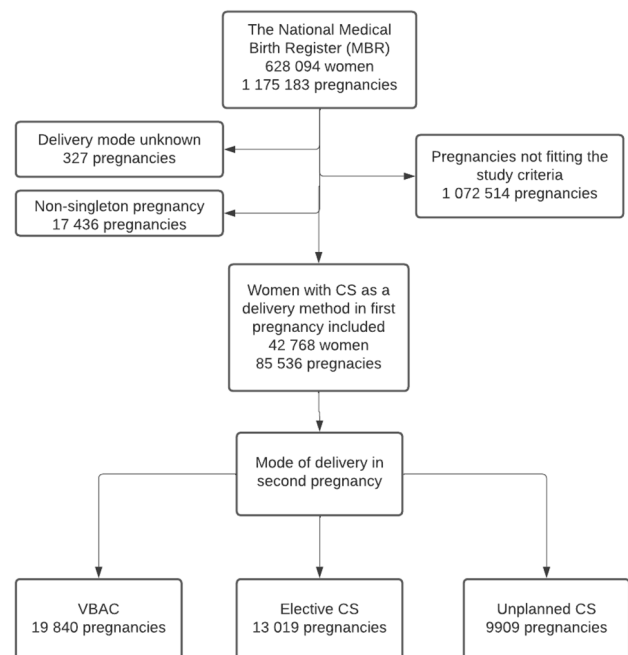 The National Medical
Birth Register (MBR)
628 094 women
1 175 183 pregnancies
Delivery mode unknown
327 pregnancies
Pregnancies not fitting the
study criteria
1 072 514 pregnancies
Non-singleton pregnancy
17 436 pregnancies
Women with CS as a
delivery method in first
pregnancy included
42 768 women
85 536 pregnacies
Mode of delivery in
second pregnancy
VBAC
19 840 pregnancies
Elective CS
13 019 pregnancies
Unplanned CS
9909 pregnancies